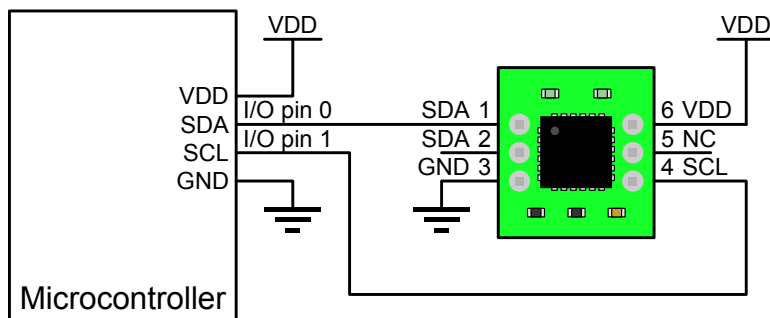 VDD
VDD
VDD
SDA
SCL
GND
I/O pin 0
I/O pin 1
SDA 1
SDA 2
GND 3
6 VDD
5 NC
4 SCL
Microcontroller